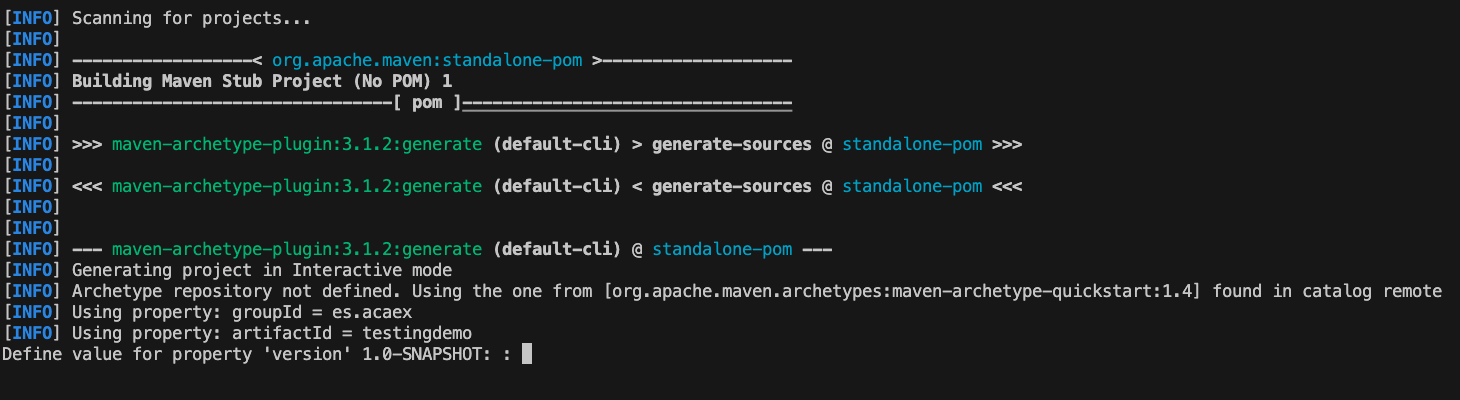 [INFO] Scanning for projects...
[INFO]
[INFO] ------------------< org.apache.maven:standalone-pom >-------------------
[INFO] Building Maven Stub Project (No POM) 1
[INFO] --------------------------------[ pom ]---------------------------------
[INFO]
[INFO] >>> maven-archetype-plugin:3.1.2:generate (default-cli) > generate-sources @ standalone-pom >>>
[INFO]
[INFO] <<< maven-archetype-plugin:3.1.2:generate (default-cli) < generate-sources @ standalone-pom <<<
[INFO]
[INFO]
[INFO] --- maven-archetype-plugin:3.1.2:generate (default-cli) @ standalone-pom ---
[INFO] Generating project in Interactive mode
[INFO] Archetype repository not defined. Using the one from [org.apache.maven.archetypes:maven-archetype-quickstart:1.4] found in catalog remote
[INFO] Using property: groupId = es.acaex
[INFO] Using property: artifactId = testingdemo
Define value for property 'version' 1.0-SNAPSHOT: :